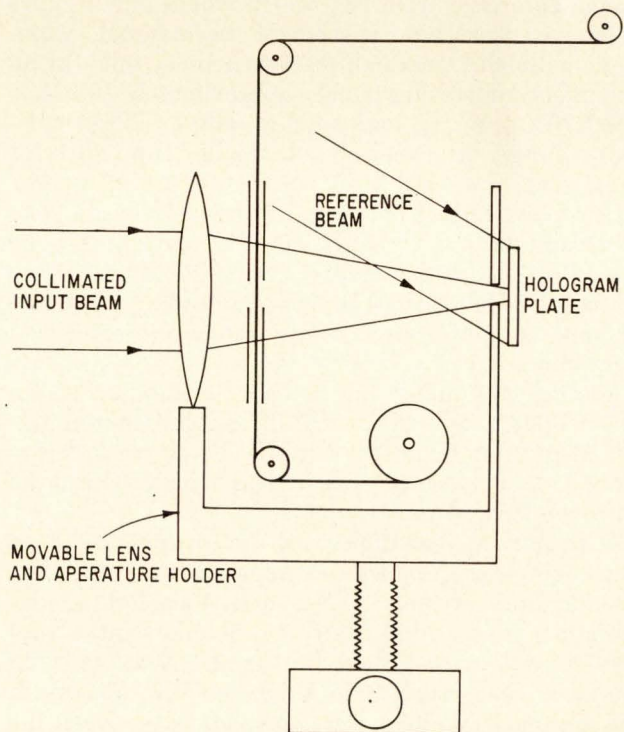 REFERENCE
BEAM
COLLIMATED
INPUT BEAM
HOLOGRAM
PLATE
MOVABLE LENS
AND APERATURE HOLDER